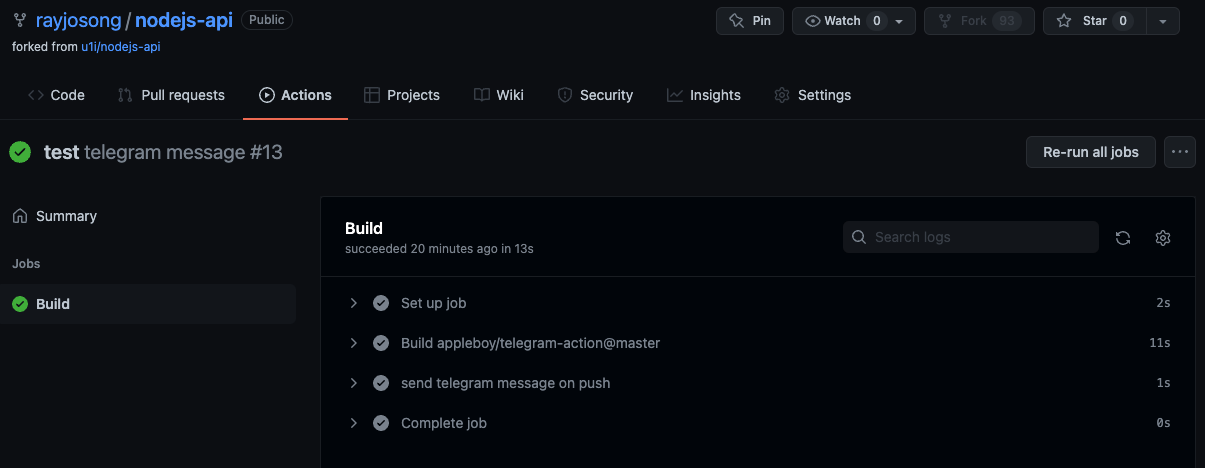 rayjosong / nodejs-api Public Pin Watch 0 Fork 93 Star 0
forked from u1i/nodejs-api
Code Pull requests Actions Projects Wiki Security Insights Settings
test telegram message #13 Re-run all jobs ...
Summary
Build
succeeded 20 minutes ago in 13s
Search logs
Jobs
Build
Set up job 2s
Build appleboy/telegram-action@master 11s
send telegram message on push 1s
Complete job 0s